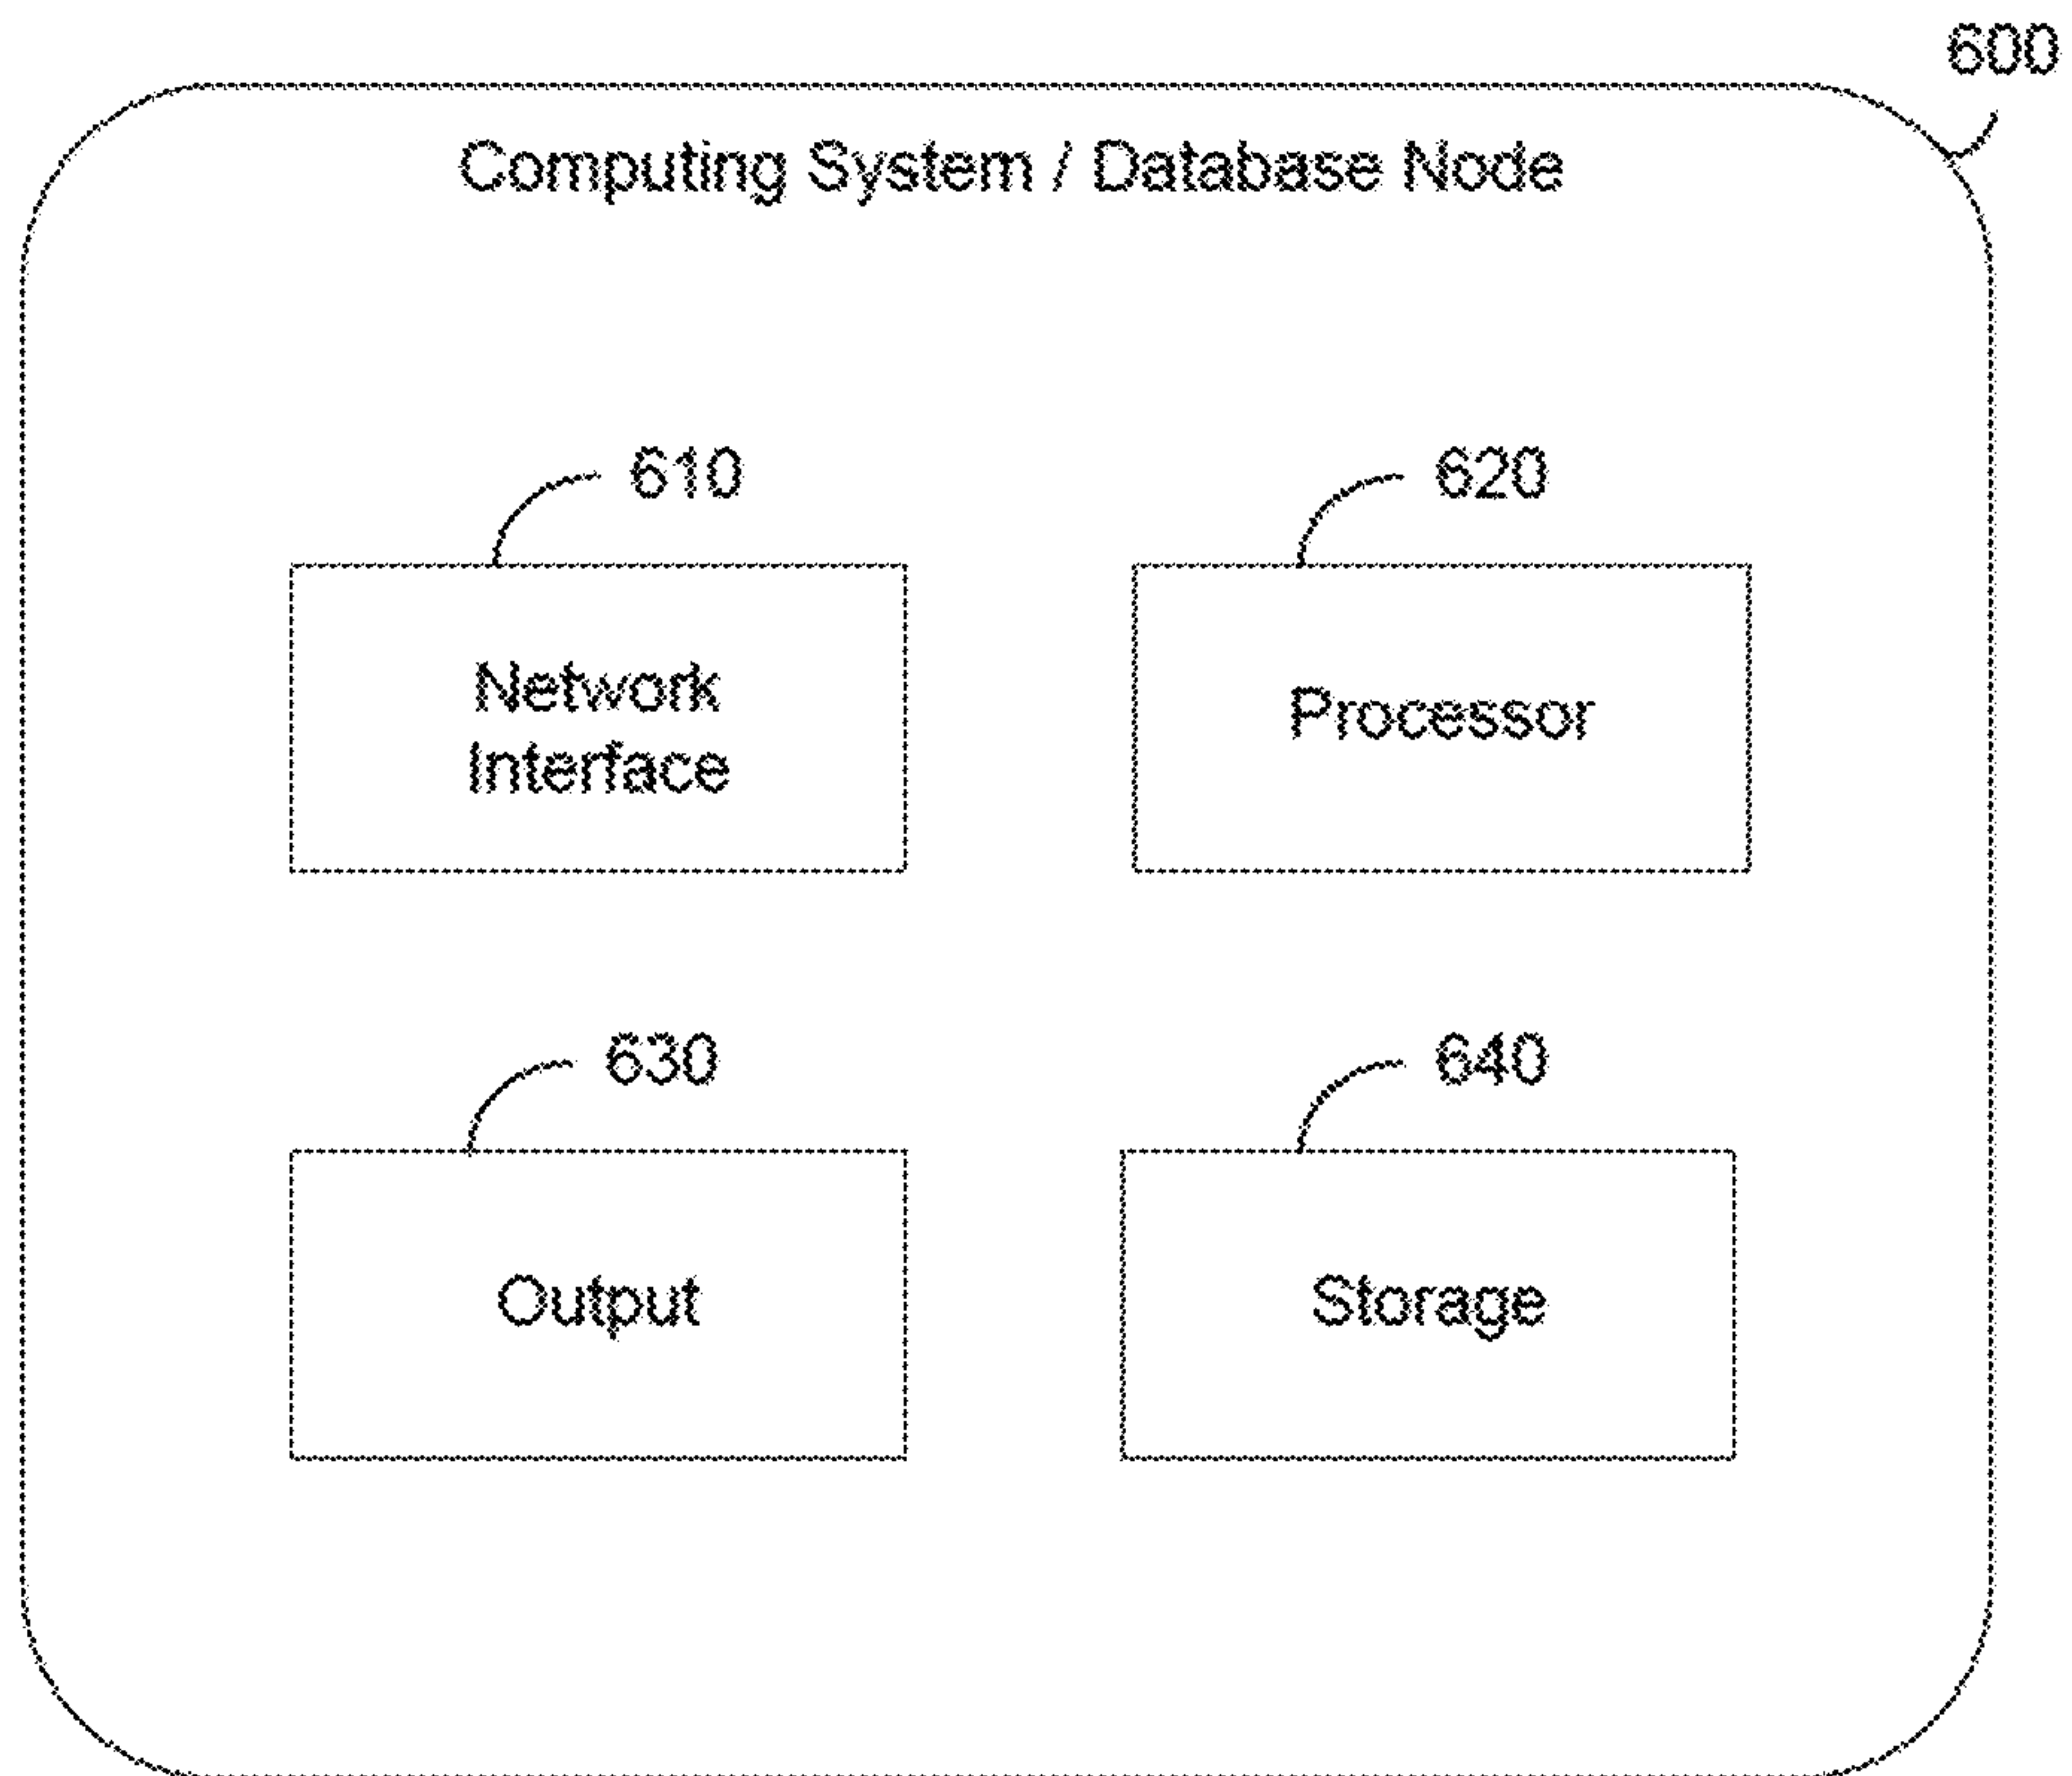 600
Computing System / Database Node
610
620
Network
Interface
Processor
630
640
Output
Storage